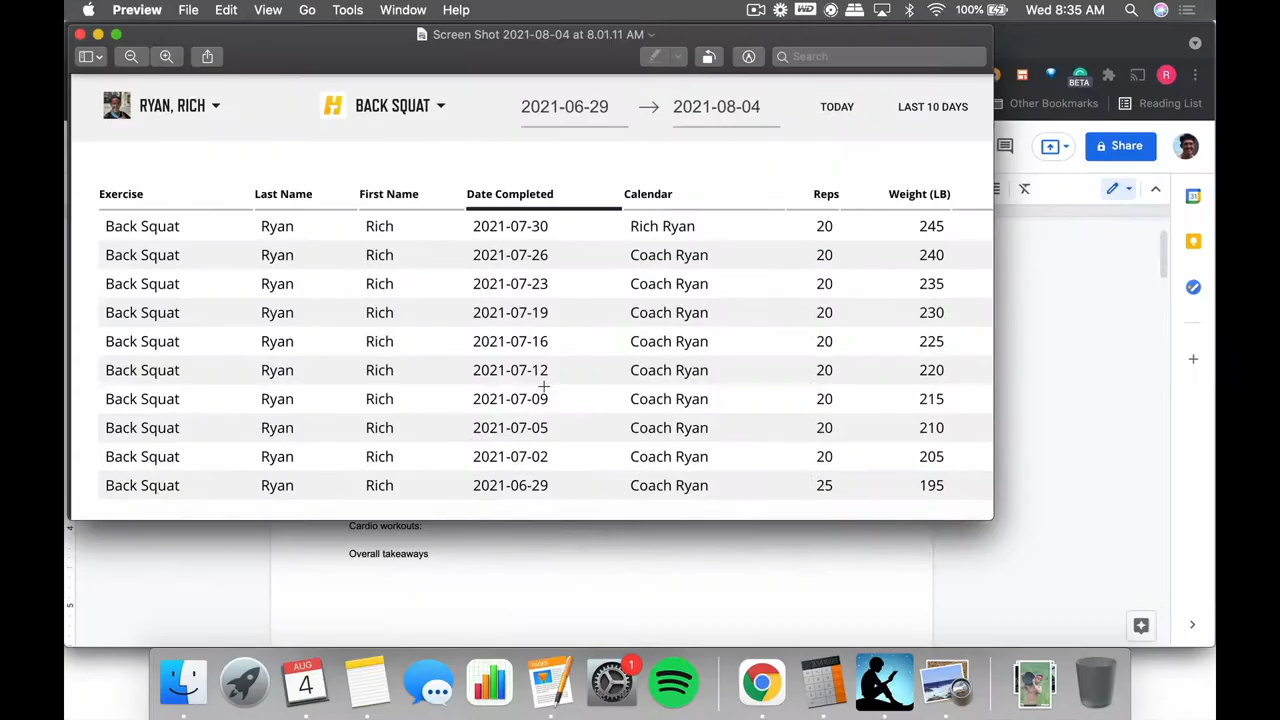 Preview File Edit View Go Tools Window Help 100% Wed 8:35 AM
Screen Shot 2021-08-04 at 8.01.11 AM
Search
BETA
R
Other Bookmarks Reading List
RYAN, RICH H BACK SQUAT 2021-06-29 → 2021-08-04 TODAY LAST 10 DAYS
Share
Exercise Last Name First Name Date Completed Calendar Reps Weight (LB)
Back Squat Ryan Rich 2021-07-30 Rich Ryan 20 245
Back Squat Ryan Rich 2021-07-26 Coach Ryan 20 240
Back Squat Ryan Rich 2021-07-23 Coach Ryan 20 235
Back Squat Ryan Rich 2021-07-19 Coach Ryan 20 230
Back Squat Ryan Rich 2021-07-16 Coach Ryan 20 225
Back Squat Ryan Rich 2021-07-12 Coach Ryan 20 220
Back Squat Ryan Rich 2021-07-09 Coach Ryan 20 215
Back Squat Ryan Rich 2021-07-05 Coach Ryan 20 210
Back Squat Ryan Rich 2021-07-02 Coach Ryan 20 205
Back Squat Ryan Rich 2021-06-29 Coach Ryan 25 195
Cardio workouts:
Overall takeaways
5
AUG
4
1